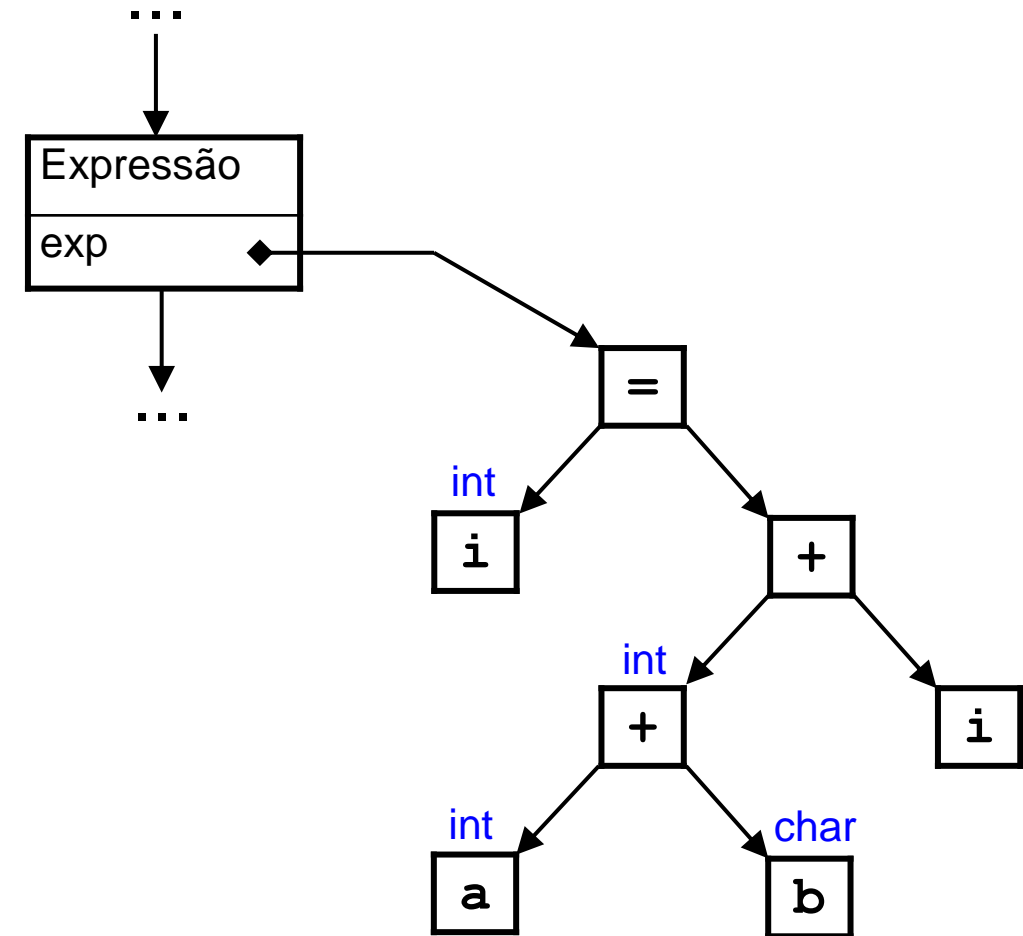 ...
Expressão
exp
...
=
int
i
+
int
+
i
int
a
char
b